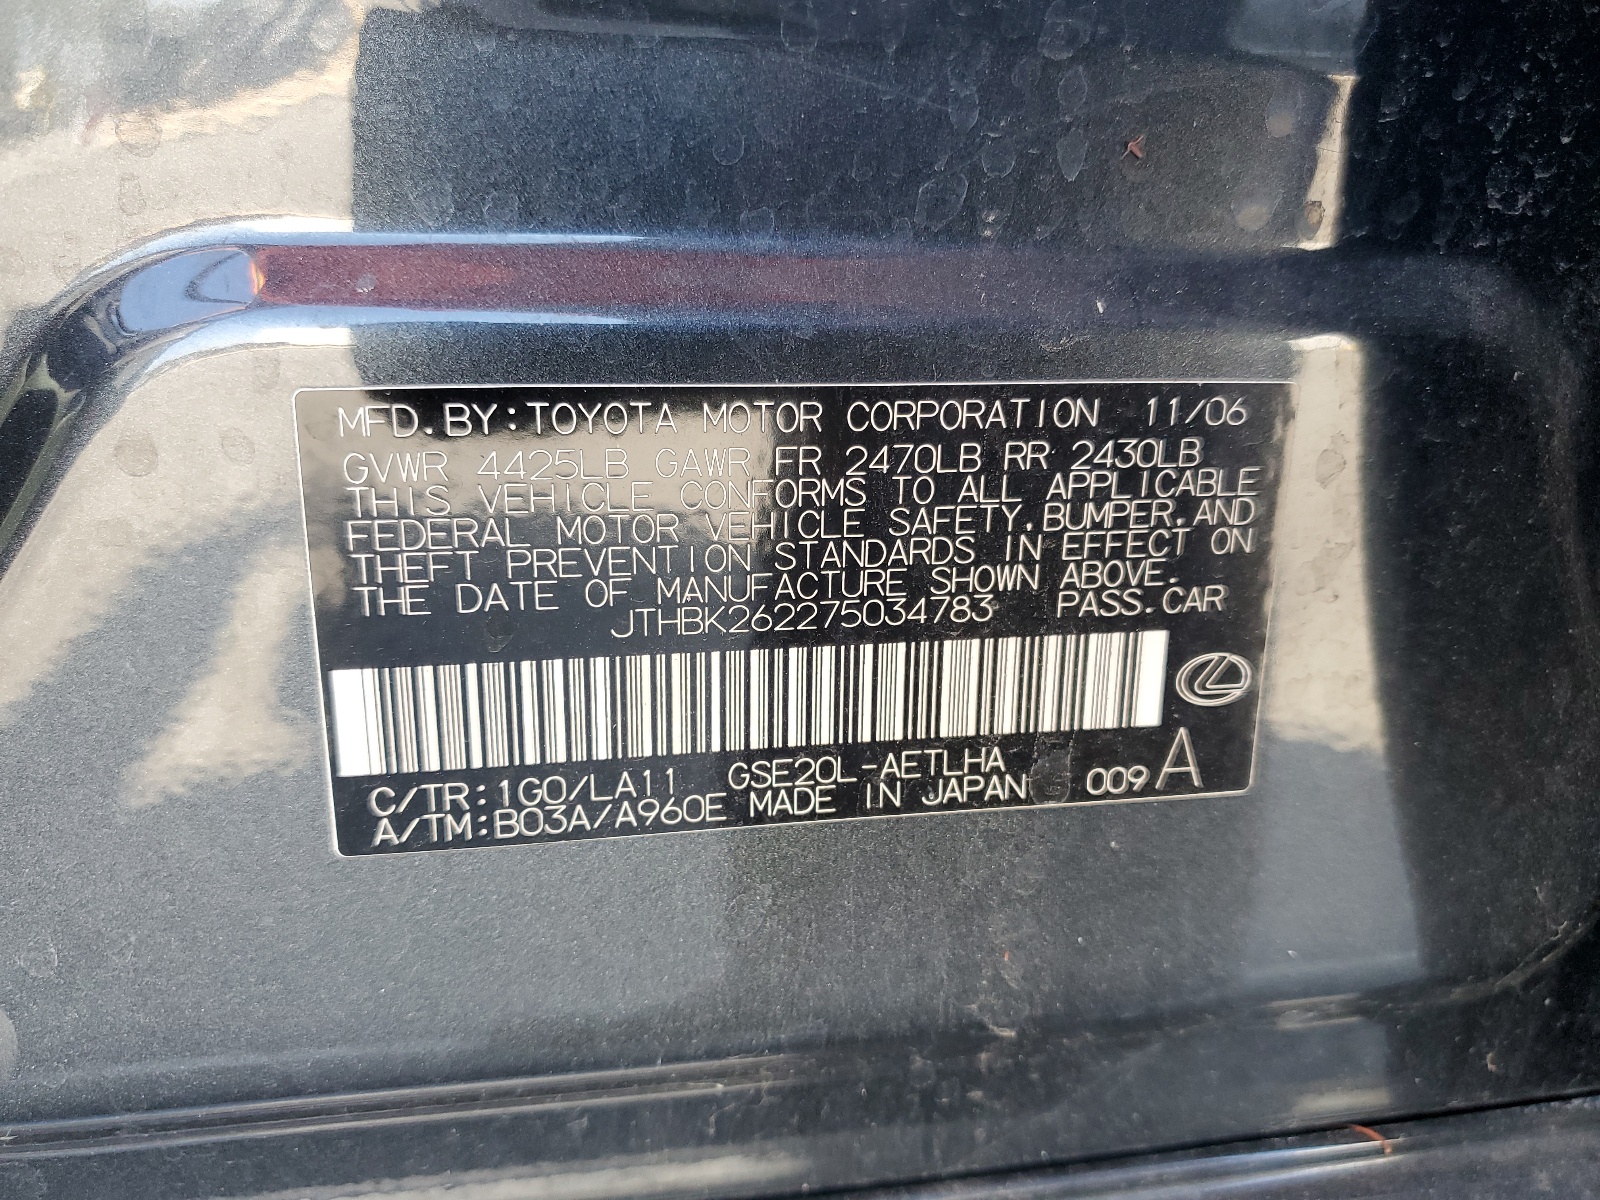 MFD.BY:TOYOTA MOTOR CORPORATION 11/06
GVWR 4425LB GAWR FR 2470LB RR 2430LB
THIS VEHICLE CONFORMS TO ALL APPLICABLE
FEDERAL MOTOR VEHICLE SAFETY,BUMPER,AND
THEFT PREVENTION STANDARDS IN EFFECT ON
THE DATE OF MANUFACTURE SHOWN ABOVE.
JTHBK262275034783 PASS.CAR
C/TR:1G0/LA11 GSE20L-AETLHA
A/TM:B03A/A960E MADE IN JAPAN 009A